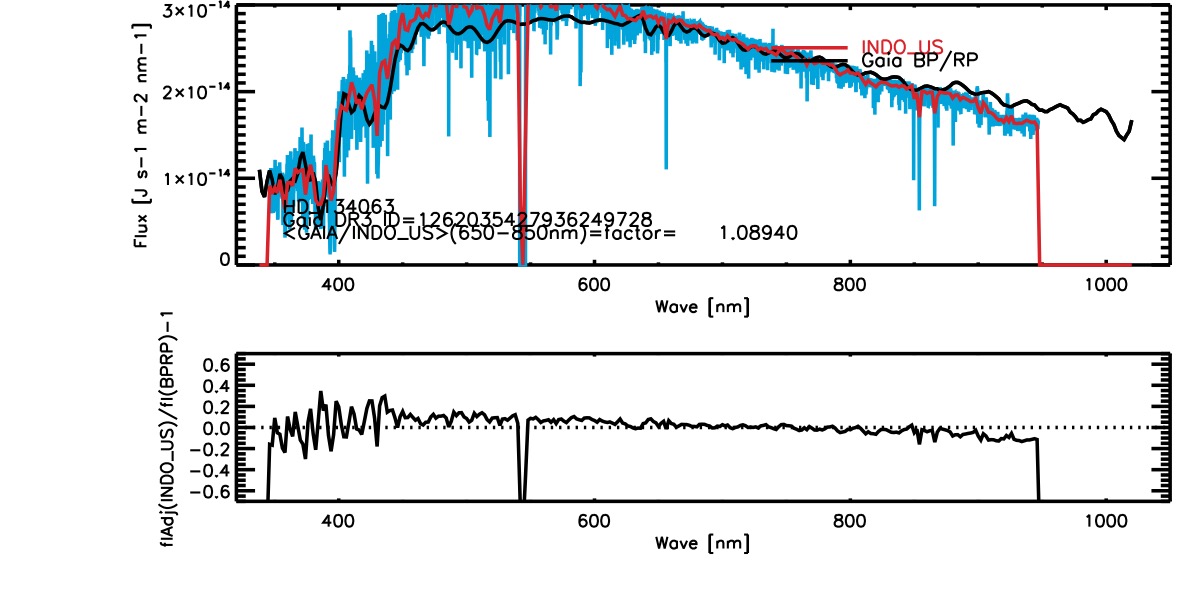 3×10−14
2×10−14
1×10−14
0
Flux [J s−1 m−2 nm−1]
INDO_US
Gaia BP/RP
HD_134063
Gaia DR3 ID=1262035427936249728
<GAIA/INDO_US>(650−850nm)=factor= 1.08940
400 600 800 1000
Wave [nm]
flAdj(INDO_US)/fl(BPRP)−1
0.6
0.4
0.2
0.0
−0.2
−0.4
−0.6
400 600 800 1000
Wave [nm]